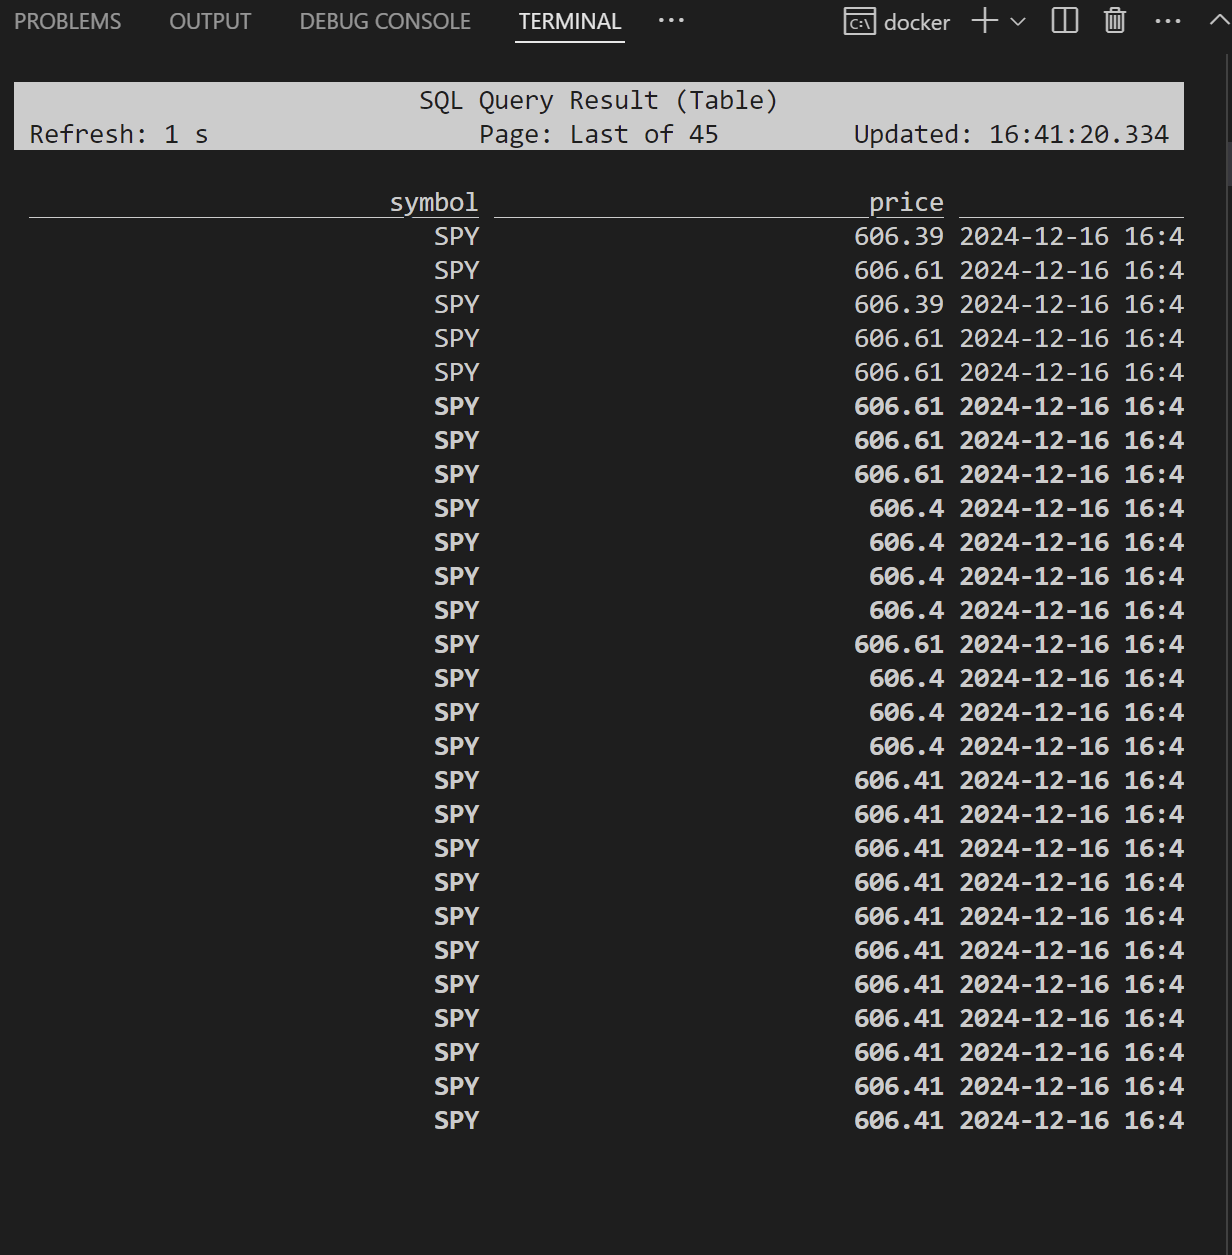 PROBLEMS OUTPUT DEBUG CONSOLE TERMINAL ··· C:\ docker
SQL Query Result (Table)
Refresh: 1 s Page: Last of 45 Updated: 16:41:20.334
symbol price
SPY 606.39 2024-12-16 16:4
SPY 606.61 2024-12-16 16:4
SPY 606.39 2024-12-16 16:4
SPY 606.61 2024-12-16 16:4
SPY 606.61 2024-12-16 16:4
SPY 606.61 2024-12-16 16:4
SPY 606.61 2024-12-16 16:4
SPY 606.61 2024-12-16 16:4
SPY 606.4 2024-12-16 16:4
SPY 606.4 2024-12-16 16:4
SPY 606.4 2024-12-16 16:4
SPY 606.4 2024-12-16 16:4
SPY 606.61 2024-12-16 16:4
SPY 606.4 2024-12-16 16:4
SPY 606.4 2024-12-16 16:4
SPY 606.4 2024-12-16 16:4
SPY 606.41 2024-12-16 16:4
SPY 606.41 2024-12-16 16:4
SPY 606.41 2024-12-16 16:4
SPY 606.41 2024-12-16 16:4
SPY 606.41 2024-12-16 16:4
SPY 606.41 2024-12-16 16:4
SPY 606.41 2024-12-16 16:4
SPY 606.41 2024-12-16 16:4
SPY 606.41 2024-12-16 16:4
SPY 606.41 2024-12-16 16:4
SPY 606.41 2024-12-16 16:4